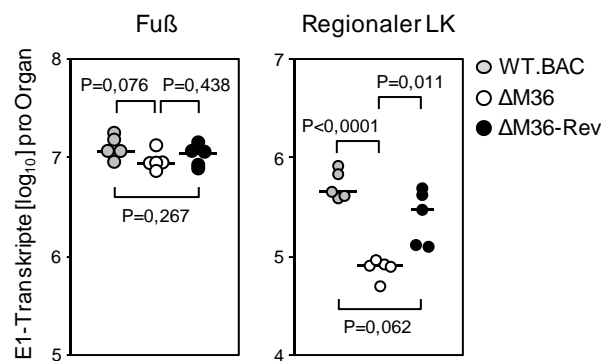 Fuß
Regionaler LK
E1-Transkripte [log₁₀] pro Organ
8
7
6
5
P=0,076
P=0,438
P=0,267
7
6
5
4
P=0,011
P<0,0001
P=0,062
WT.BAC
ΔM36
ΔM36-Rev